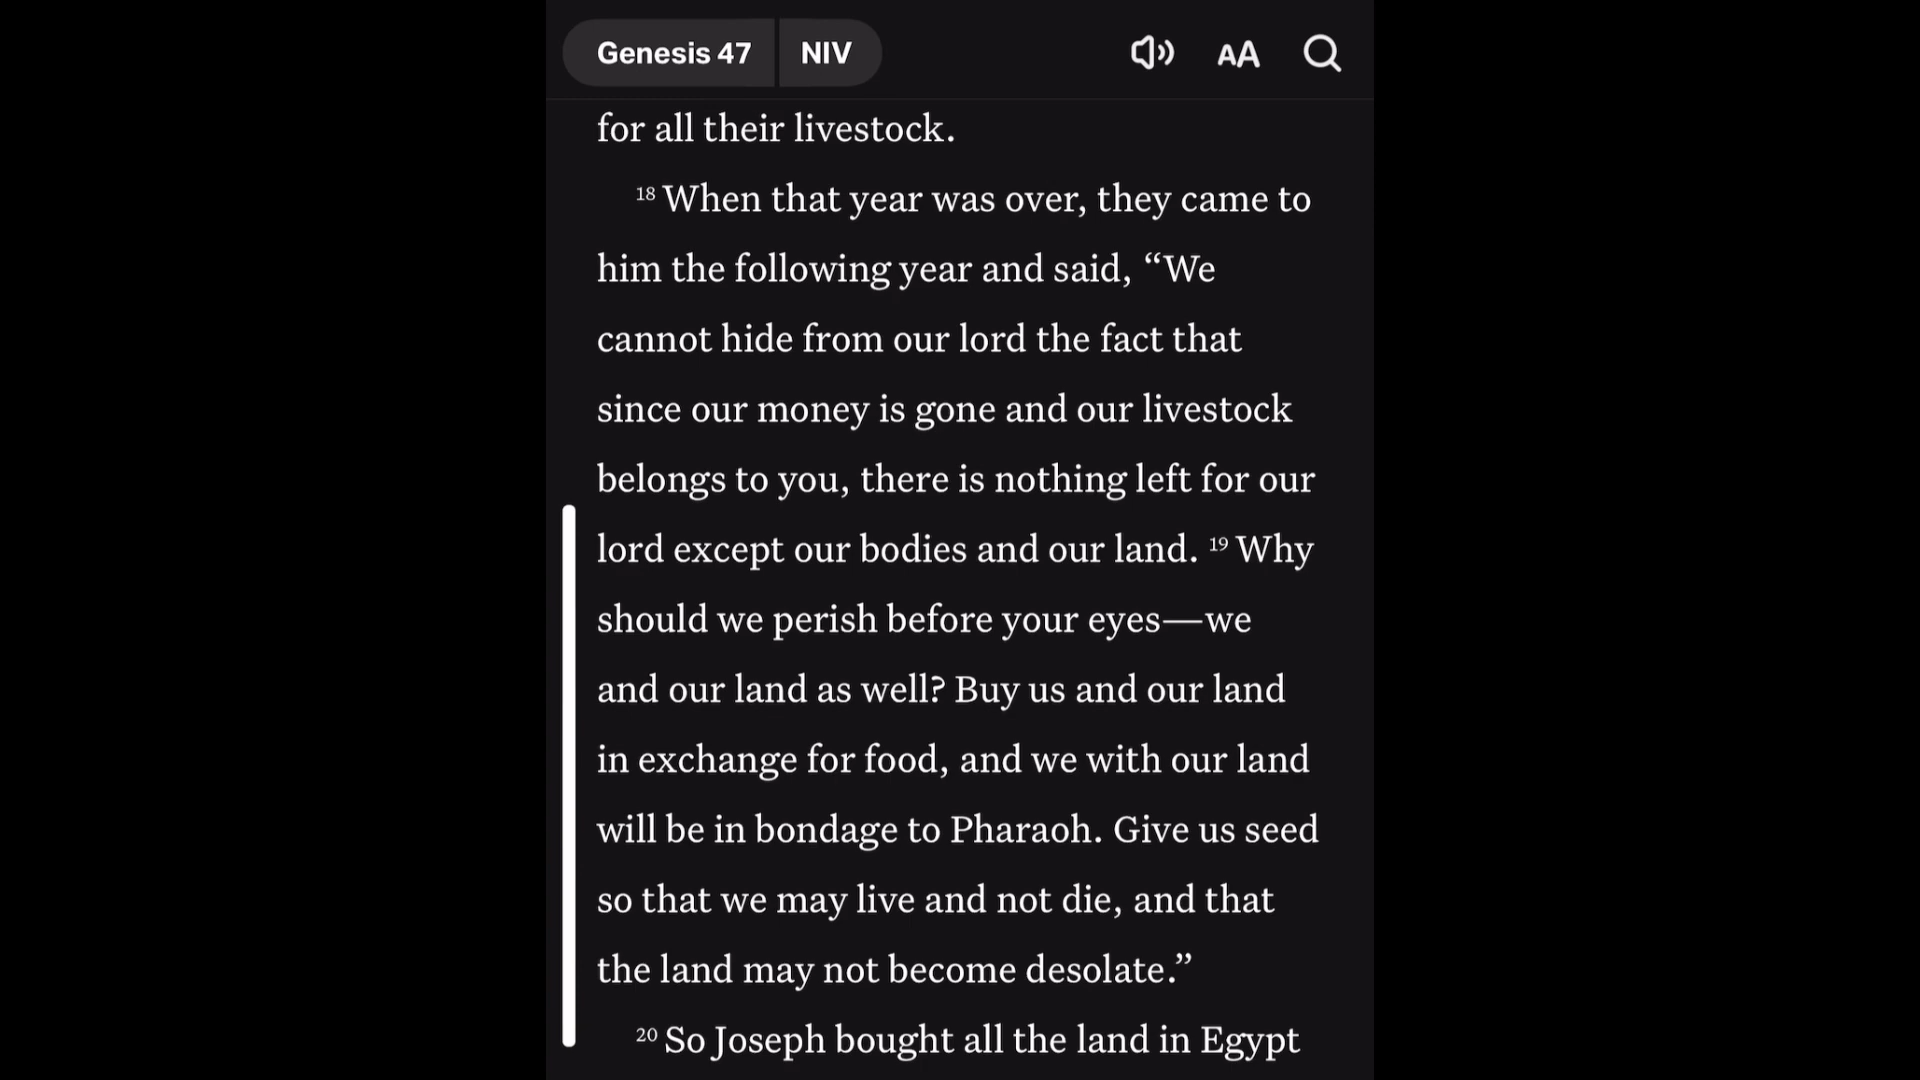 Genesis 47 NIV AA
for all their livestock.
18 When that year was over, they came to
him the following year and said, “We
cannot hide from our lord the fact that
since our money is gone and our livestock
belongs to you, there is nothing left for our
lord except our bodies and our land. 19 Why
should we perish before your eyes—we
and our land as well? Buy us and our land
in exchange for food, and we with our land
will be in bondage to Pharaoh. Give us seed
so that we may live and not die, and that
the land may not become desolate.”
20 So Joseph bought all the land in Egypt